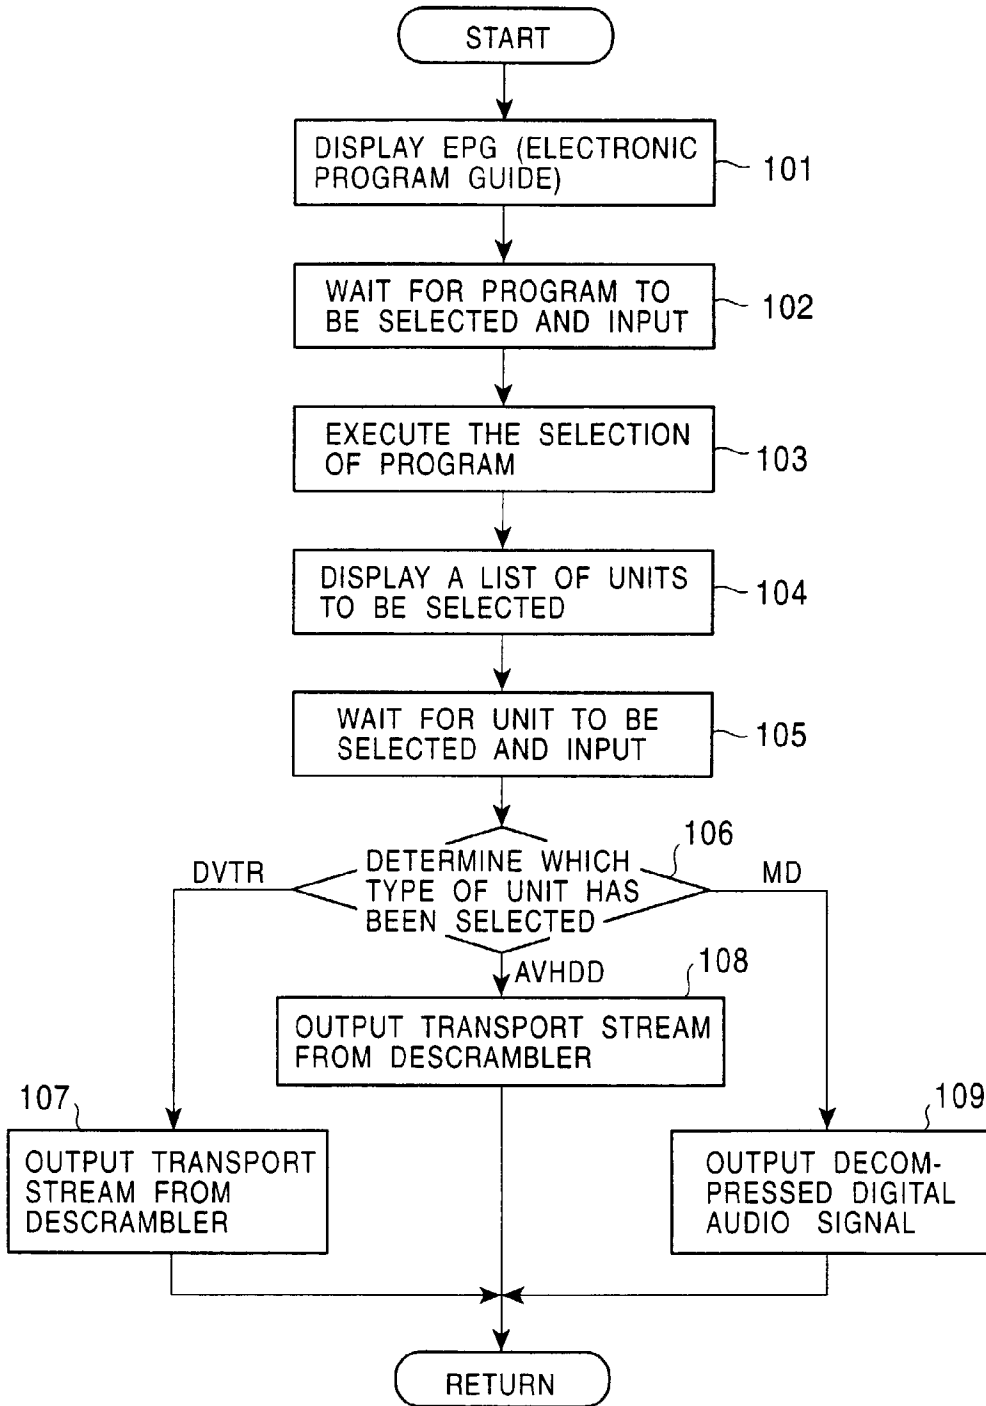 START
DISPLAY EPG (ELECTRONIC
PROGRAM GUIDE)
101
WAIT FOR PROGRAM TO
BE SELECTED AND INPUT
102
EXECUTE THE SELECTION
OF PROGRAM
103
DISPLAY A LIST OF UNITS
TO BE SELECTED
104
WAIT FOR UNIT TO BE
SELECTED AND INPUT
105
106
DVTR
DETERMINE WHICH
TYPE OF UNIT HAS
BEEN SELECTED
MD
AVHDD
108
OUTPUT TRANSPORT STREAM
FROM DESCRAMBLER
107
OUTPUT TRANSPORT
STREAM FROM
DESCRAMBLER
109
OUTPUT DECOM-
PRESSED DIGITAL
AUDIO SIGNAL
RETURN